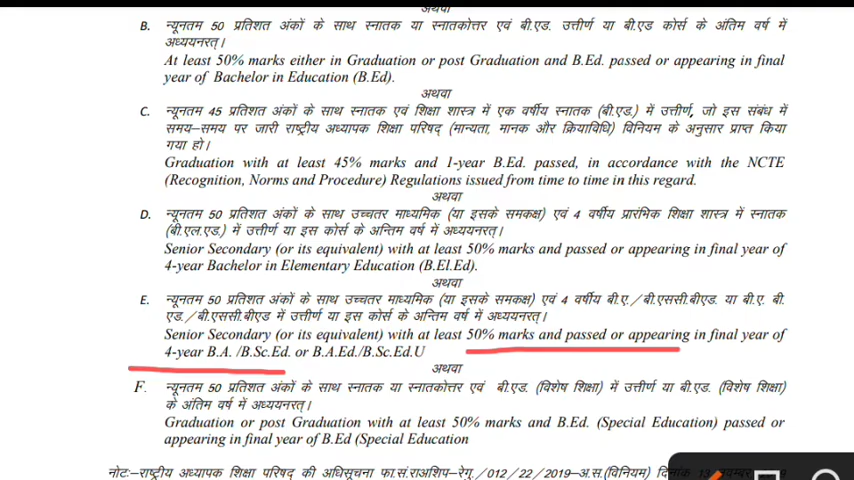 अथवा
B. न्यूनतम 50 प्रतिशत अंकों के साथ स्नातक या स्नातकोत्तर एवं बी.एड. उत्तीर्ण या बी.एड कोर्स के अंतिम वर्ष में
अध्ययनरत्।
At least 50% marks either in Graduation or post Graduation and B.Ed. passed or appearing in final
year of Bachelor in Education (B.Ed).
अथवा
C. न्यूनतम 45 प्रतिशत अंकों के साथ स्नातक एवं शिक्षा शास्त्र में एक वर्षीय स्नातक (बी.एड.) में उत्तीर्ण, जो इस संबंध में
समय–समय पर जारी राष्ट्रीय अध्यापक शिक्षा परिषद् (मान्यता, मानक और क्रियाविधि) विनियम के अनुसार प्राप्त किया
गया हो।
Graduation with at least 45% marks and 1-year B.Ed. passed, in accordance with the NCTE
(Recognition, Norms and Procedure) Regulations issued from time to time in this regard.
अथवा
D. न्यूनतम 50 प्रतिशत अंकों के साथ उच्चतर माध्यमिक (या इसके समकक्ष) एवं 4 वर्षीय प्रारंभिक शिक्षा शास्त्र में स्नातक
(बी.एल.एड.) में उत्तीर्ण या इस कोर्स के अन्तिम वर्ष में अध्ययनरत्।
Senior Secondary (or its equivalent) with at least 50% marks and passed or appearing in final year of
4-year Bachelor in Elementary Education (B.El.Ed).
अथवा
E. न्यूनतम 50 प्रतिशत अंकों के साथ उच्चतर माध्यमिक (या इसके समकक्ष) एवं 4 वर्षीय बी.ए./बी.एससी.बीएड. या बी.ए. बी.
एड./बी.एससी.बीएड में उत्तीर्ण या इस कोर्स के अन्तिम वर्ष में अध्ययनरत्।
Senior Secondary (or its equivalent) with at least 50% marks and passed or appearing in final year of
4-year B.A. /B.Sc.Ed. or B.A.Ed./B.Sc.Ed.U
अथवा
F. न्यूनतम 50 प्रतिशत अंकों के साथ स्नातक या स्नातकोत्तर एवं बी.एड. (विशेष शिक्षा) में उत्तीर्ण या बी.एड. (विशेष शिक्षा)
के अंतिम वर्ष में अध्ययनरत्।
Graduation or post Graduation with at least 50% marks and B.Ed. (Special Education) passed or
appearing in final year of B.Ed (Special Education
नोटः–राष्ट्रीय अध्यापक शिक्षा परिषद् की अधिसूचना फा.सं.राअशिप–रेगु./012/22/2019–अ.स.(विनियम) दिनांक 13